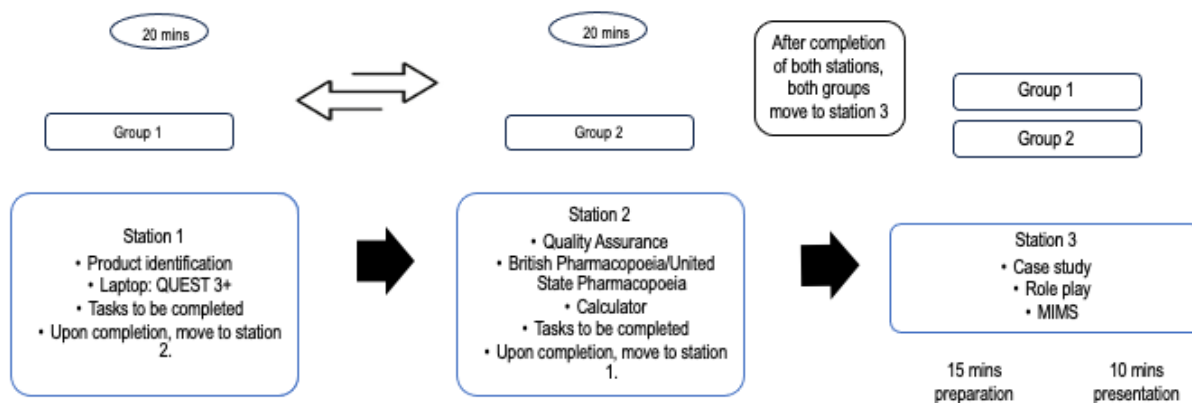 20 mins
20 mins
After completion
of both stations,
both groups
move to station 3
Group 1
Group 2
Group 1
Group 2
Station 1
• Product identification
• Laptop: QUEST 3+
• Tasks to be completed
• Upon completion, move to station
2.
Station 2
• Quality Assurance
• British Pharmacopoeia/United
State Pharmacopoeia
• Calculator
• Tasks to be completed
• Upon completion, move to station
1.
Station 3
• Case study
• Role play
• MIMS
15 mins
preparation
10 mins
presentation